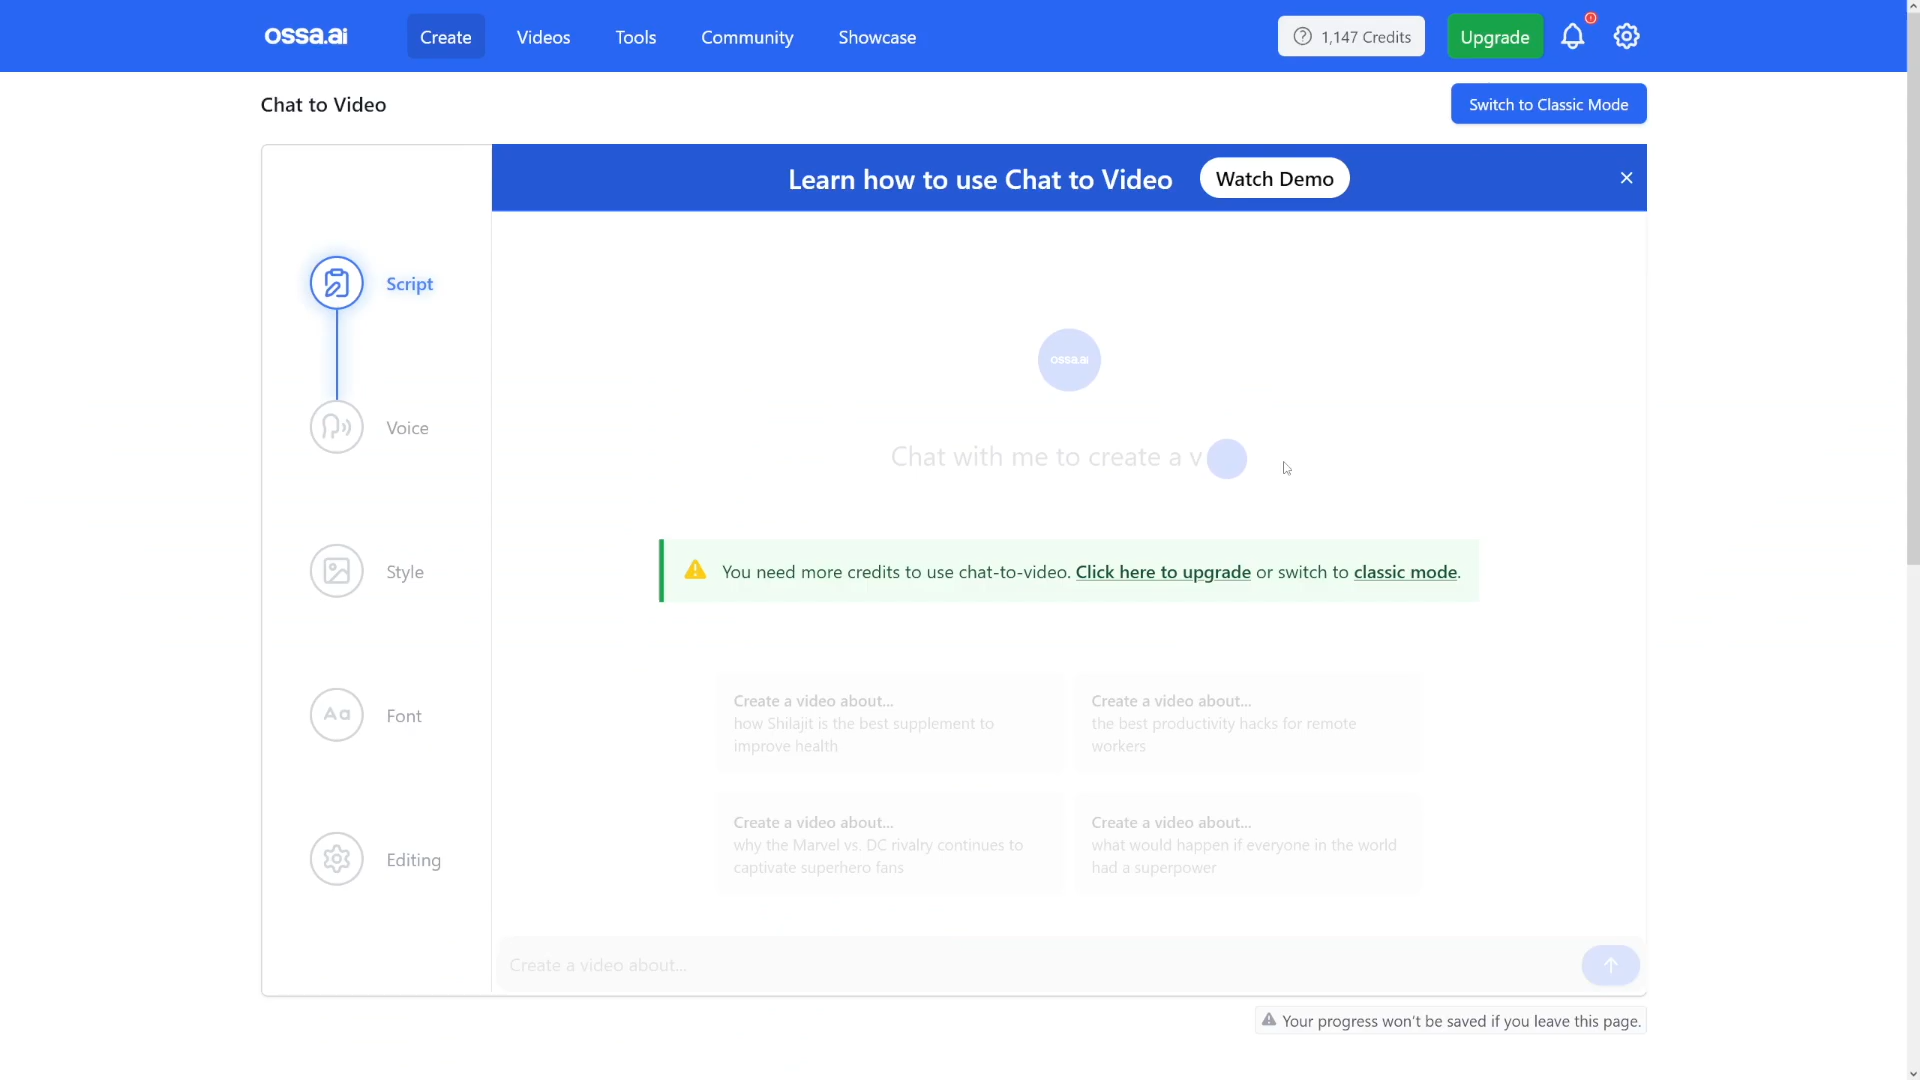 ossa.ai
Create
Videos
Tools
Community
Showcase
1,147 Credits
Upgrade
Chat to Video
Switch to Classic Mode
Learn how to use Chat to Video
Watch Demo
Script
Voice
Style
Font
Editing
ossa.ai
Chat with me to create a v
You need more credits to use chat-to-video. Click here to upgrade or switch to classic mode.
Create a video about...
how Shilajit is the best supplement to
improve health
Create a video about...
the best productivity hacks for remote
workers
Create a video about...
why the Marvel vs. DC rivalry continues to
captivate superhero fans
Create a video about...
what would happen if everyone in the world
had a superpower
Create a video about...
Your progress won't be saved if you leave this page.